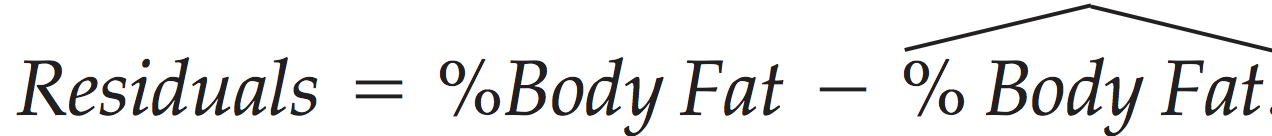 Residuals = %Body Fat − % Body Fat.